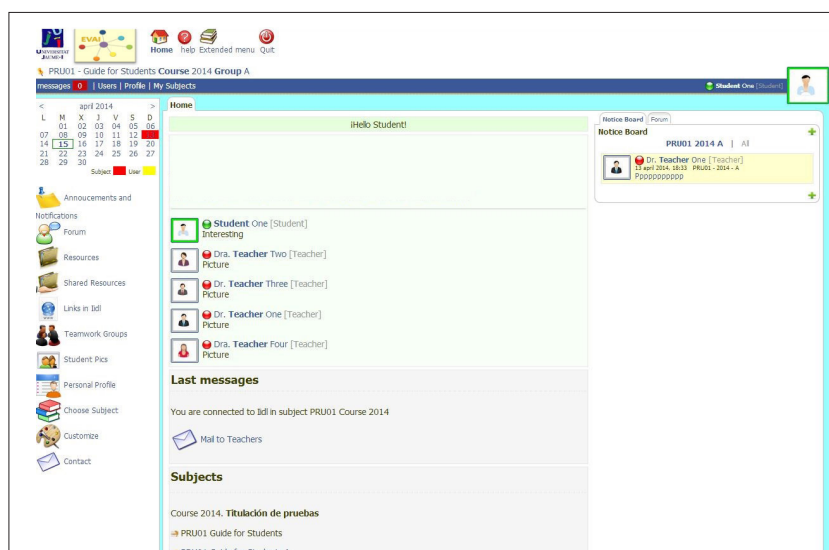 UNIVERSITAT
JAUME·I
EVAI
Home help Extended menu Quit
PRU01 - Guide for Students Course 2014 Group A
messages 0 | Users | Profile | My Subjects
Student One [Student]
< april 2014 >
L M X J V S D
01 02 03 04 05 06
07 08 09 10 11 12
14 15 16 17 18 19 20
21 22 23 24 25 26 27
28 29 30
Subject User
Annoucements and
Notifications
Forum
Resources
Shared Resources
Links in lidl
Teamwork Groups
Student Pics
Personal Profile
Choose Subject
Customize
Contact
Home
¡Hello Student!
Student One [Student]
Interesting
Dra. Teacher Two [Teacher]
Picture
Dr. Teacher Three [Teacher]
Picture
Dr. Teacher One [Teacher]
Picture
Dra. Teacher Four [Teacher]
Picture
Last messages
You are connected to lidl in subject PRU01 Course 2014
Mail to Teachers
Subjects
Course 2014. Titulación de pruebas
PRU01 Guide for Students
Notice Board Forum
Notice Board
PRU01 2014 A | All
Dr. Teacher One [Teacher]
13 april 2014. 18:33 PRU01 - 2014 - A
Pppppppppp